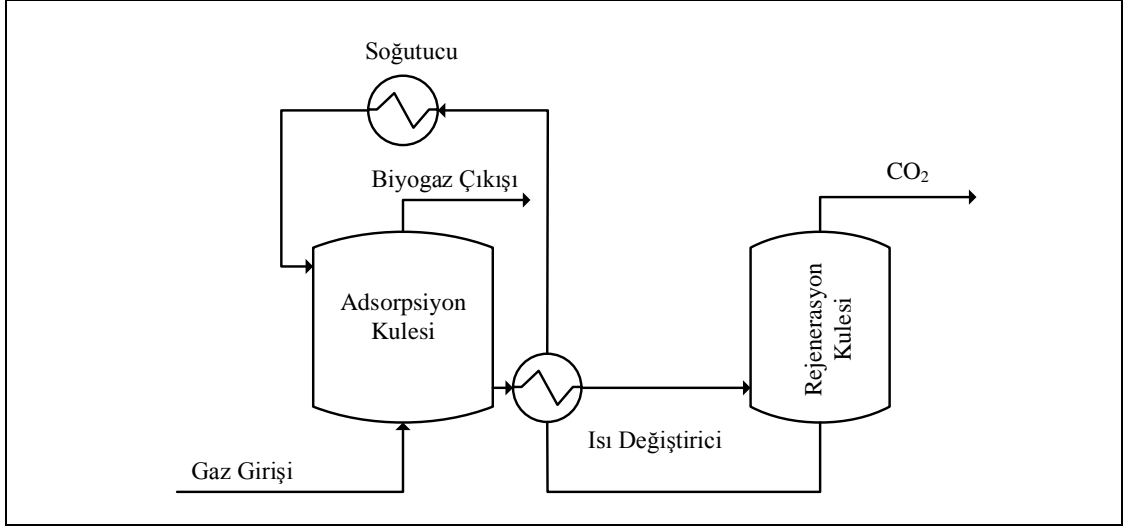 Soğutucu
Biyogaz Çıkışı
CO₂
Adsorpsiyon
Kulesi
Rejenerasyon
Kulesi
Isı Değiştirici
Gaz Girişi